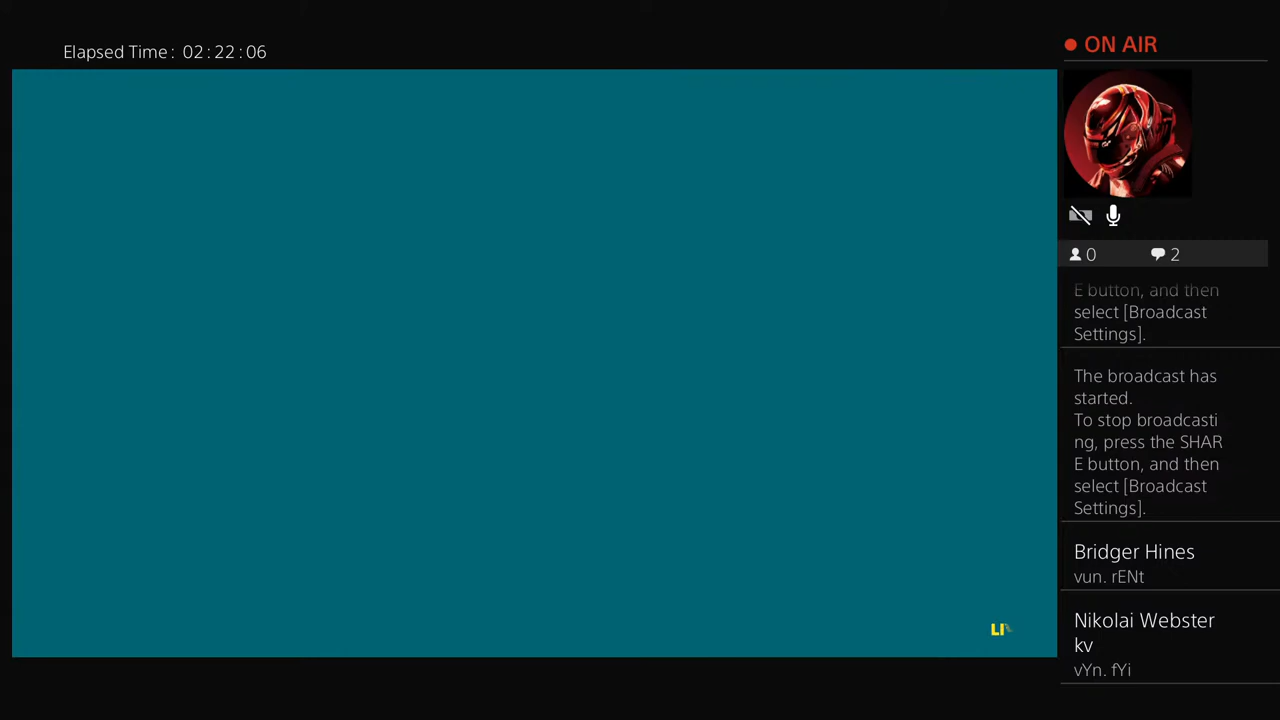 Elapsed Time: 02:22:06
ON AIR
0 2
E button, and then
select [Broadcast
Settings].
The broadcast has
started.
To stop broadcasti
ng, press the SHAR
E button, and then
select [Broadcast
Settings].
Bridger Hines
vun. rENt
Nikolai Webster
kv
vYn. fYi